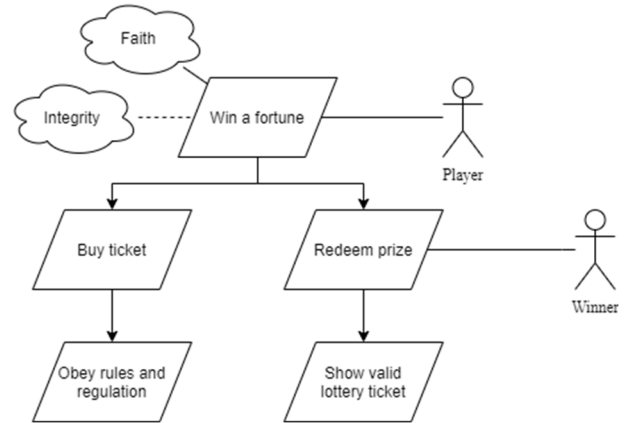 Faith
Integrity
Win a fortune
Player
Buy ticket
Redeem prize
Winner
Obey rules and
regulation
Show valid
lottery ticket